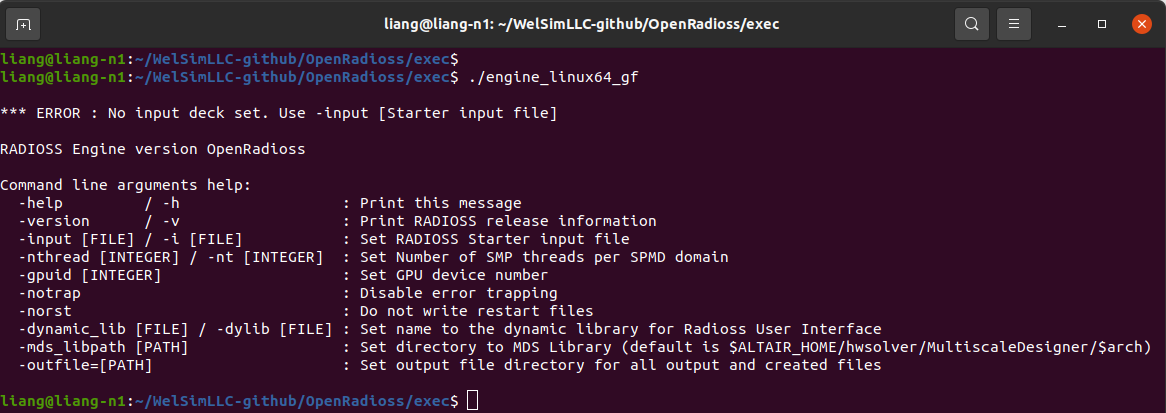 liang@liang-n1: ~/WelSimLLC-github/OpenRadioss/exec
liang@liang-n1:~/WelSimLLC-github/OpenRadioss/exec$
liang@liang-n1:~/WelSimLLC-github/OpenRadioss/exec$ ./engine_linux64_gf
*** ERROR : No input deck set. Use -input [Starter input file]
RADIOSS Engine version OpenRadioss
Command line arguments help:
  -help         / -h                  : Print this message
  -version      / -v                  : Print RADIOSS release information
  -input [FILE] / -i [FILE]           : Set RADIOSS Starter input file
  -nthread [INTEGER] / -nt [INTEGER]  : Set Number of SMP threads per SPMD domain
  -gpuid [INTEGER]                    : Set GPU device number
  -notrap                             : Disable error trapping
  -norst                              : Do not write restart files
  -dynamic_lib [FILE] / -dylib [FILE] : Set name to the dynamic library for Radioss User Interface
  -mds_libpath [PATH]                 : Set directory to MDS Library (default is $ALTAIR_HOME/hwsolver/MultiscaleDesigner/$arch)
  -outfile=[PATH]                     : Set output file directory for all output and created files
liang@liang-n1:~/WelSimLLC-github/OpenRadioss/exec$